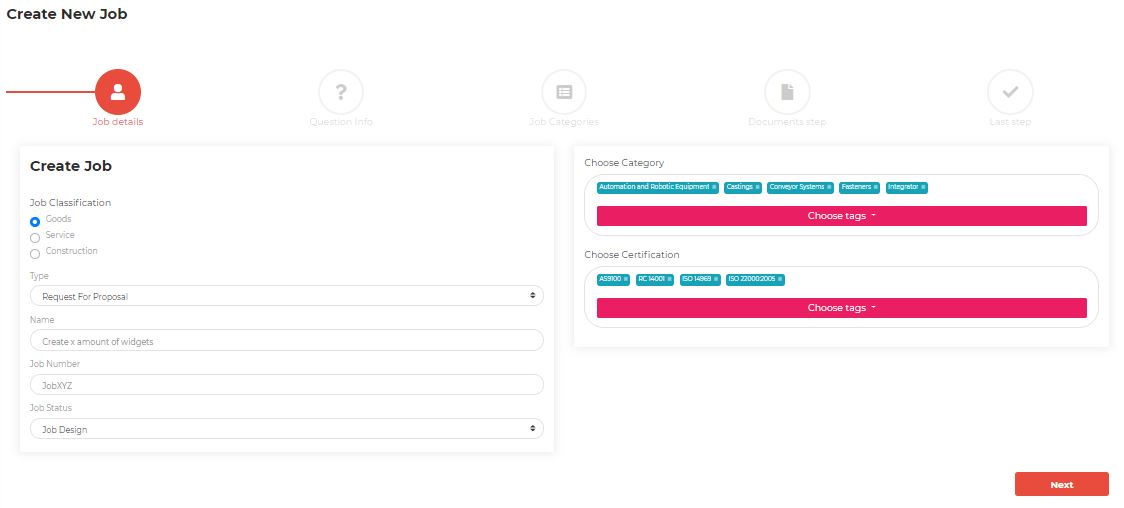 Create New Job
Job details
Question Info
Job Categories
Documents step
Last step
Create Job
Job Classification
Goods
Service
Construction
Type
Request For Proposal
Name
Create x amount of widgets
Job Number
JobXYZ
Job Status
Job Design
Choose Category
Automation and Robotic Equipment × Castings × Conveyor Systems × Fasteners × Integrator ×
Choose tags
Choose Certification
AS9100 × RC 14001 × ISO 14969 × ISO 22000:2005 ×
Choose tags
Next